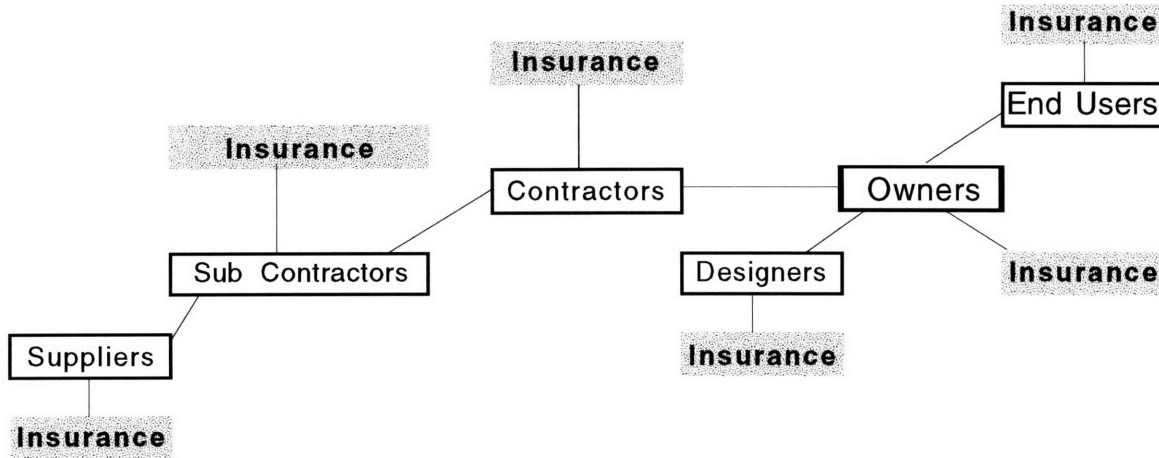 Insurance
Insurance
End Users
Insurance
Contractors
Owners
Sub Contractors
Designers
Insurance
Suppliers
Insurance
Insurance